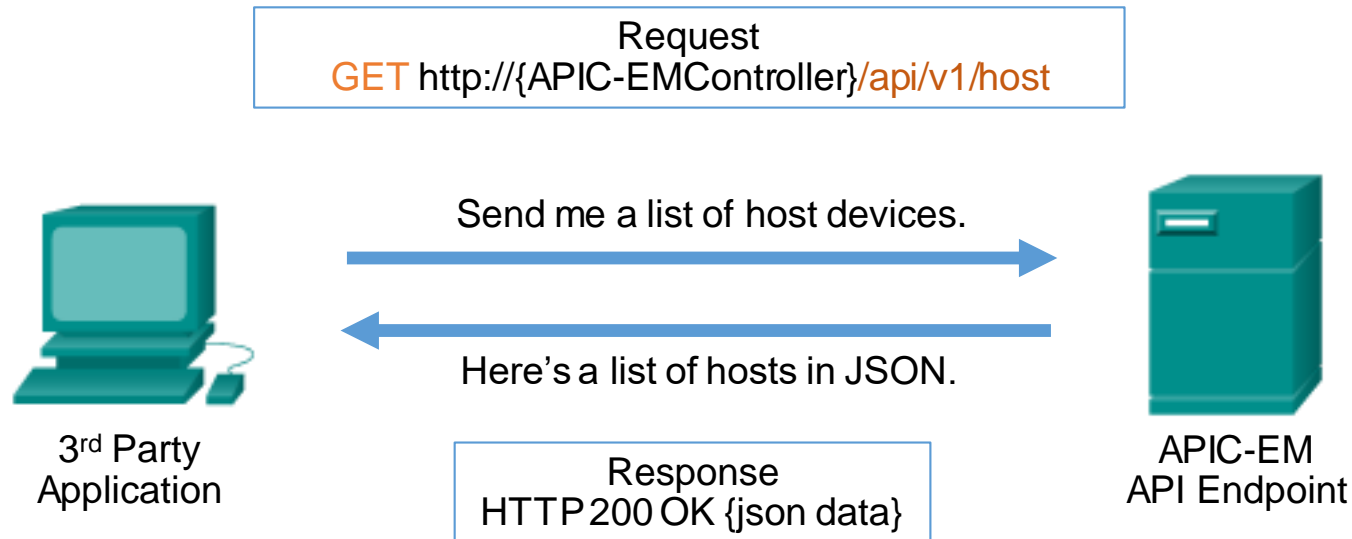 Request
GET http://{APIC-EMController}/api/v1/host
Send me a list of host devices.
Here's a list of hosts in JSON.
3rd Party
Application
Response
HTTP 200 OK {json data}
APIC-EM
API Endpoint